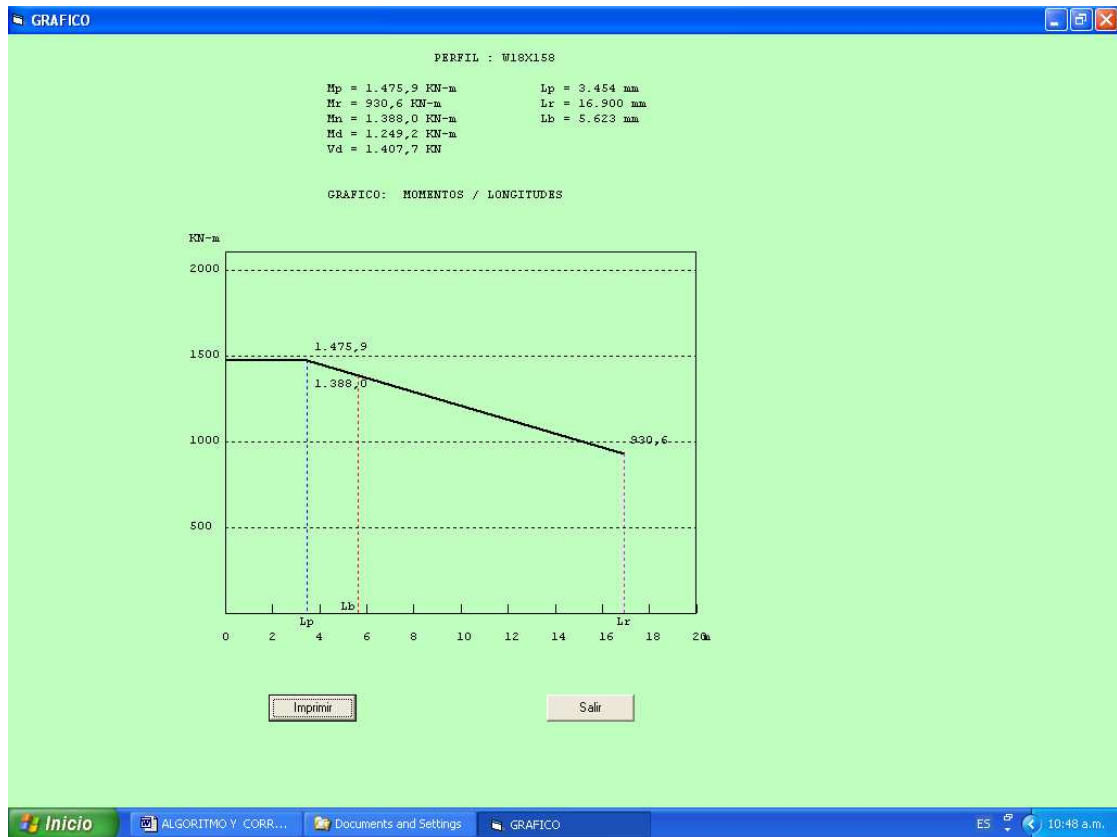 GRAFICO
PERFIL : W18X158
Mp = 1.475,9 KN-m Lp = 3.454 mm
Mr = 930,6 KN-m Lr = 16.900 mm
Mn = 1.388,0 KN-m Lb = 5.623 mm
Md = 1.249,2 KN-m
Vd = 1.407,7 KN
GRAFICO: MOMENTOS / LONGITUDES
KN-m
2000
1500
1.475,9
1.388,0
1000
930,6
500
Lb
Lp Lr
0 2 4 6 8 10 12 14 16 18 20m
Imprimir Salir
Inicio ALGORITMO Y CORR... Documents and Settings GRAFICO ES 10:48 a.m.